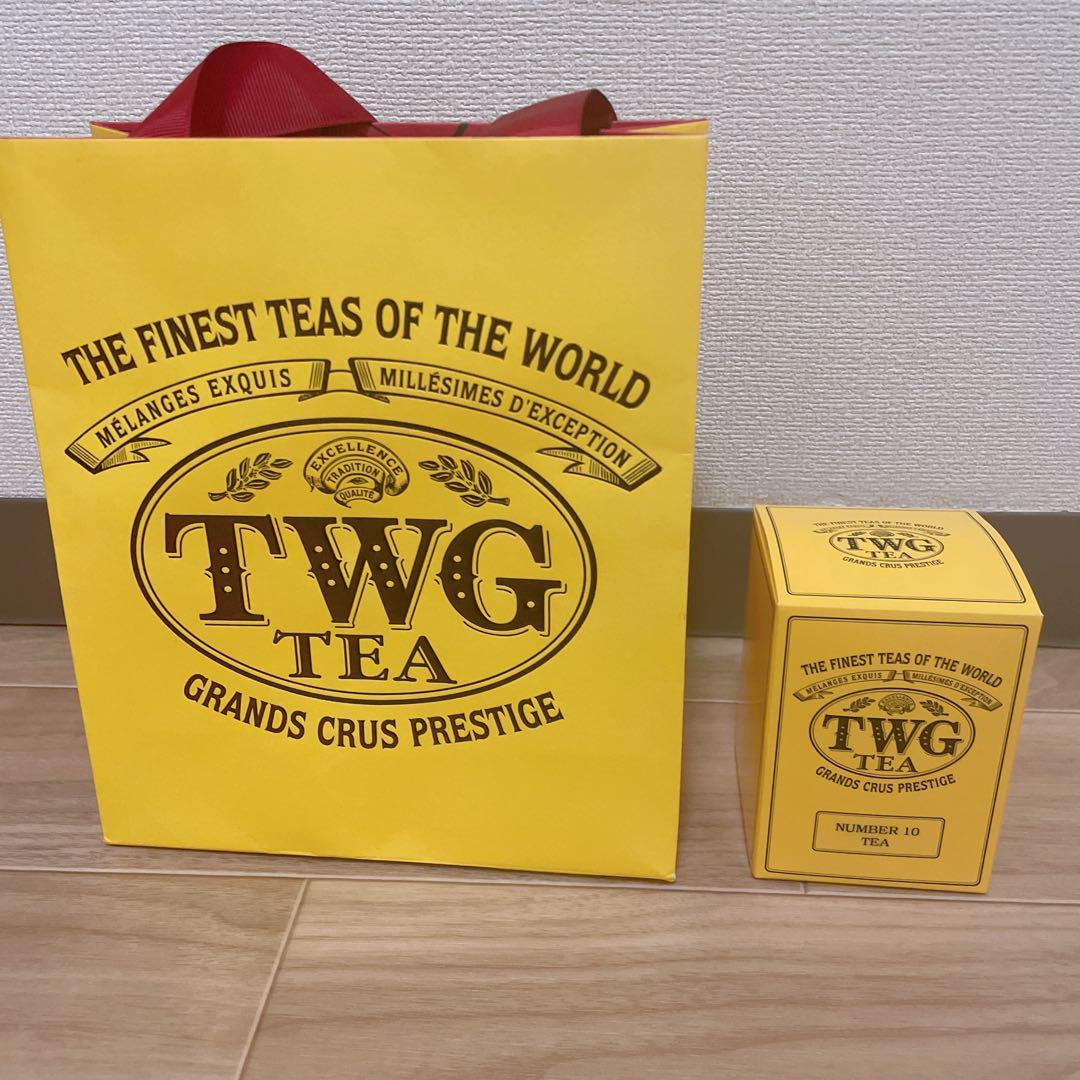 THE FINEST TEAS OF THE WORLD
MÉLANGES EXQUIS MILLÉSIMES D'EXCEPTION
EXCELLENCE
TRADITION
QUALITÉ
TWG
TEA
GRANDS CRUS PRESTIGE
THE FINEST TEAS OF THE WORLD
TWG
TEA
GRANDS CRUS PRESTIGE
THE FINEST TEAS OF THE WORLD
MÉLANGES EXQUIS MILLÉSIMES D'EXCEPTION
TWG
TEA
GRANDS CRUS PRESTIGE
NUMBER 10
TEA